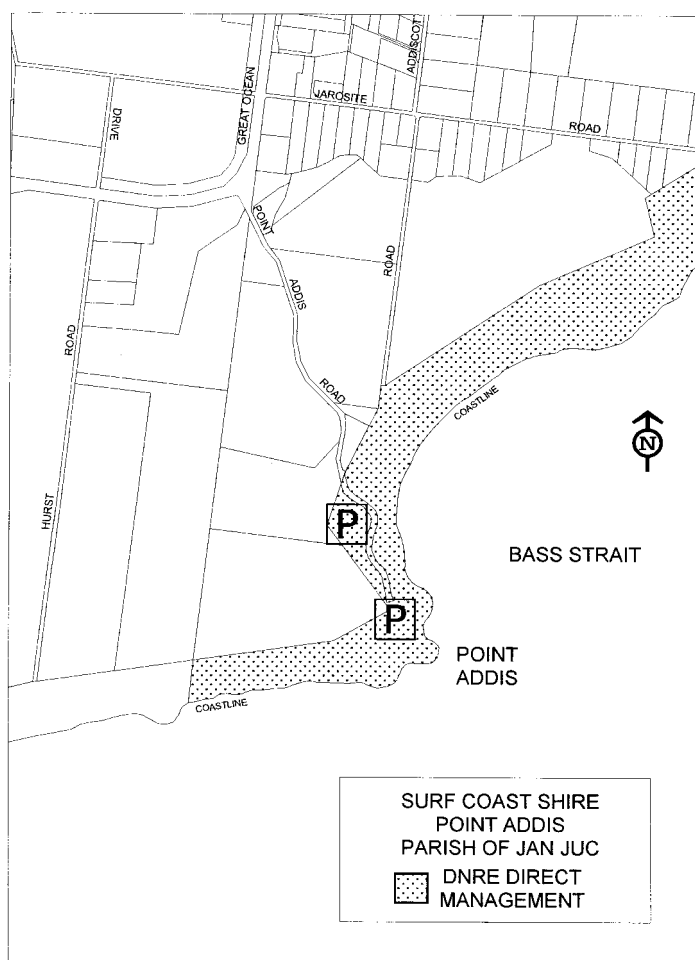 ADDISCOT
JAROSITE
ROAD
DRIVE
GREAT OCEAN
POINT
ADDIS
ROAD
ROAD
ROAD
HURST
COASTLINE
N
P
P
BASS STRAIT
POINT
ADDIS
COASTLINE
SURF COAST SHIRE
POINT ADDIS
PARISH OF JAN JUC
DNRE DIRECT
MANAGEMENT